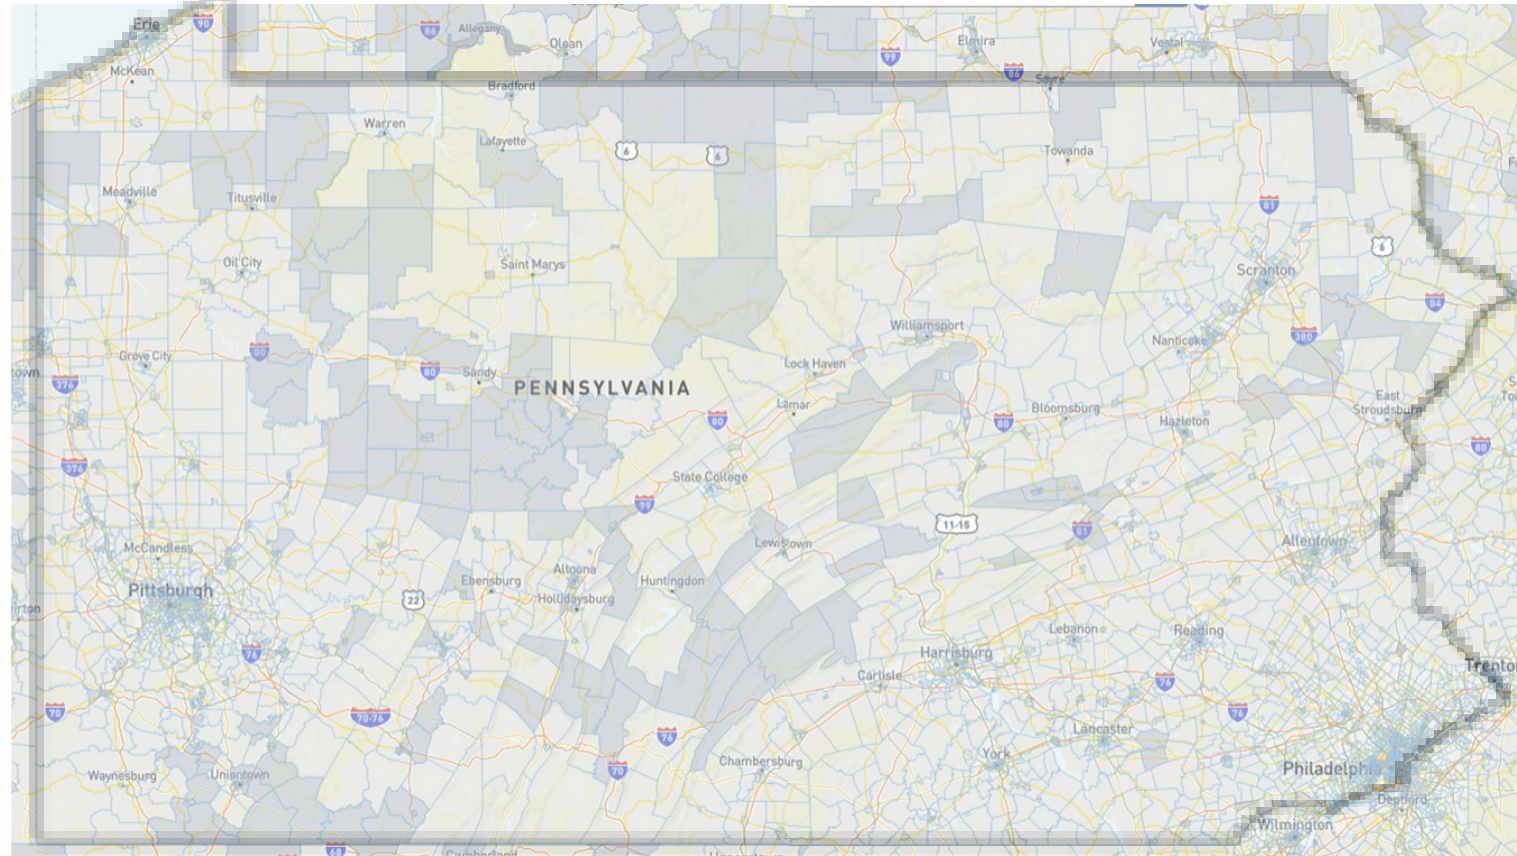 Erie
90
86
Allegany
Olean
99
Elmira
Vestal
86
Sayre
McKean
Bradford
Warren
Lafayette
6
6
Towanda
Meadville
Titusville
81
6
Oil City
Saint Marys
Scranton
84
Williamsport
380
Nanticoke
80
Grove City
Lock Haven
376
80
Sandy
PENNSYLVANIA
Lamar
80
Bloomsburg
80
Hazleton
East
Stroudsburg
80
376
State College
99
11-15
81
Allentown
McCandless
Lewistown
Pittsburgh
Altoona
Ebensburg
Huntingdon
Hollidaysburg
22
Lebanon
Reading
76
Harrisburg
Trenton
Carlisle
76
70
70-76
76
76
Lancaster
York
Chambersburg
70
Waynesburg
Uniontown
Philadelphia
Deptford
Wilmington
68
Cumberland